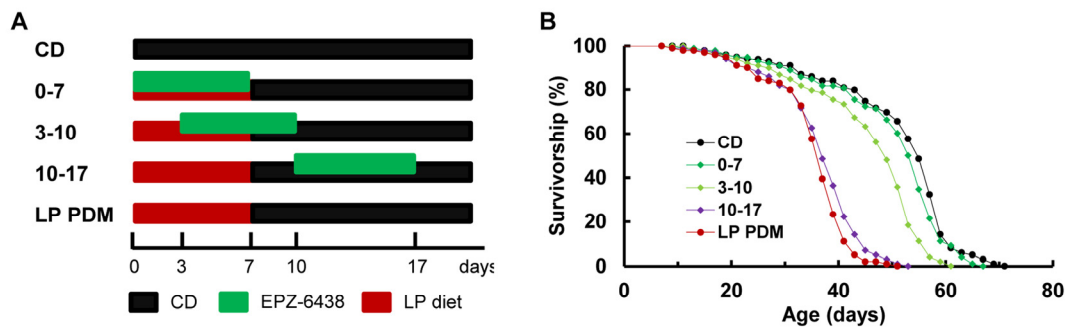 A
CD
0-7
3-10
10-17
LP PDM
0 3 7 10 17 days
CD EPZ-6438 LP diet
B
Survivorship (%)
100
80
60
40
20
0
CD
0-7
3-10
10-17
LP PDM
0 20 40 60 80
Age (days)